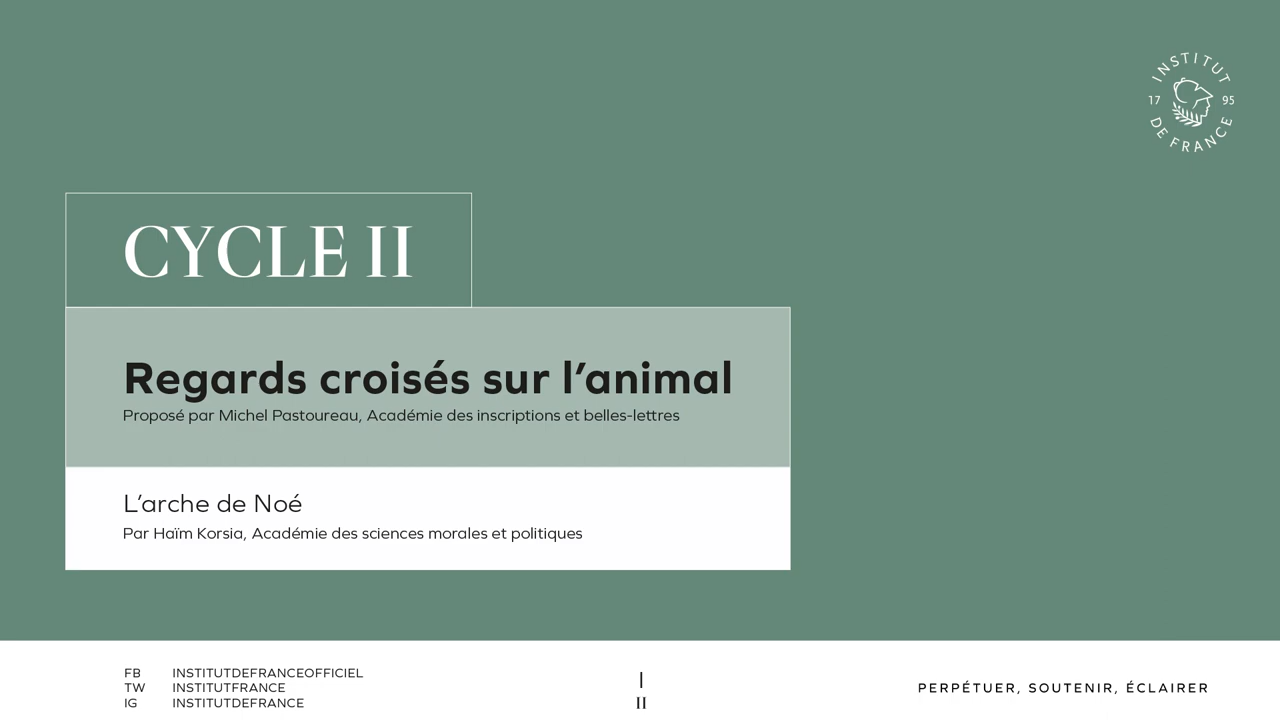 INSTITUT
17 95
DE FRANCE
CYCLE II
Regards croisés sur l’animal
Proposé par Michel Pastoureau, Académie des inscriptions et belles-lettres
L’arche de Noé
Par Haïm Korsia, Académie des sciences morales et politiques
FB INSTITUTDEFRANCEOFFICIEL
TW INSTITUTFRANCE
IG INSTITUTDEFRANCE
I
II
PERPÉTUER, SOUTENIR, ÉCLAIRER